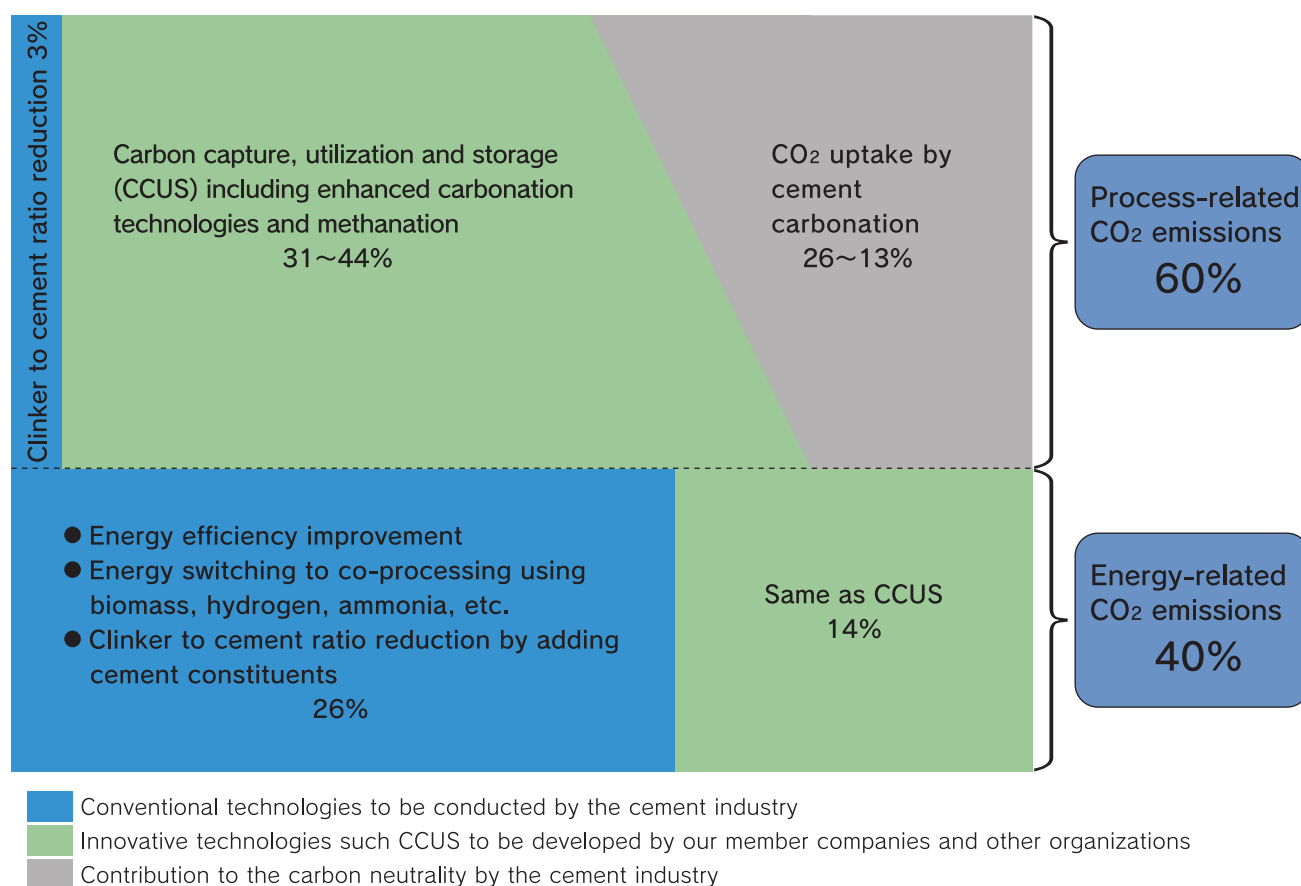 Clinker to cement ratio reduction 3%
Carbon capture, utilization and storage
(CCUS) including enhanced carbonation
technologies and methanation
31～44%
CO2 uptake by
cement
carbonation
26～13%
Process-related
CO2 emissions
60%
● Energy efficiency improvement
● Energy switching to co-processing using
biomass, hydrogen, ammonia, etc.
● Clinker to cement ratio reduction by adding
cement constituents
26%
Same as CCUS
14%
Energy-related
CO2 emissions
40%
Conventional technologies to be conducted by the cement industry
Innovative technologies such CCUS to be developed by our member companies and other organizations
Contribution to the carbon neutrality by the cement industry